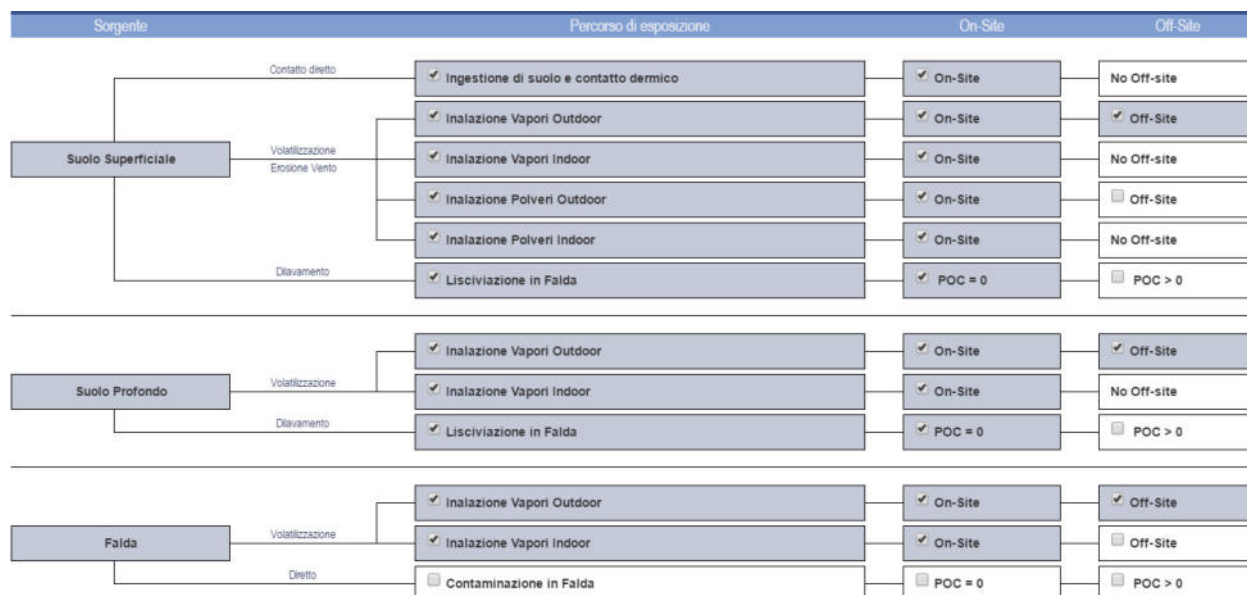 Sorgente Percorso di esposizione On-Site Off-Site
Contatto diretto
Ingestione di suolo e contatto dermico On-Site No Off-site
Inalazione Vapori Outdoor On-Site Off-Site
Suolo Superficiale Volatilizzazione Inalazione Vapori Indoor On-Site No Off-site
Erosione Vento
Inalazione Polveri Outdoor On-Site Off-Site
Inalazione Polveri Indoor On-Site No Off-site
Dilavamento
Lisciviazione in Falda POC = 0 POC > 0
Inalazione Vapori Outdoor On-Site Off-Site
Suolo Profondo Volatilizzazione Inalazione Vapori Indoor On-Site No Off-site
Dilavamento
Lisciviazione in Falda POC = 0 POC > 0
Inalazione Vapori Outdoor On-Site Off-Site
Falda Volatilizzazione Inalazione Vapori Indoor On-Site Off-Site
Diretto
Contaminazione in Falda POC = 0 POC > 0